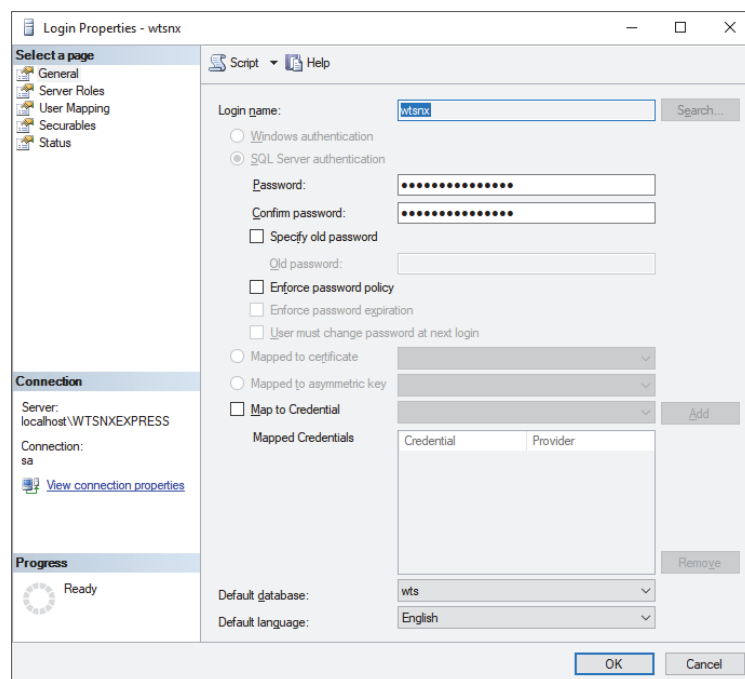 Login Properties - wtsnx
Select a page
General
Server Roles
User Mapping
Securables
Status
Script
Help
Login name:
wtsnx
Search...
Windows authentication
SQL Server authentication
Password:
●●●●●●●●●●●●●●●
Confirm password:
●●●●●●●●●●●●●●●
Specify old password
Old password:
Enforce password policy
Enforce password expiration
User must change password at next login
Mapped to certificate
Mapped to asymmetric key
Map to Credential
Add
Mapped Credentials
Credential Provider
Remove
Default database:
wts
Default language:
English
Connection
Server:
localhost\WTSNXEXPRESS
Connection:
sa
View connection properties
Progress
Ready
OK
Cancel